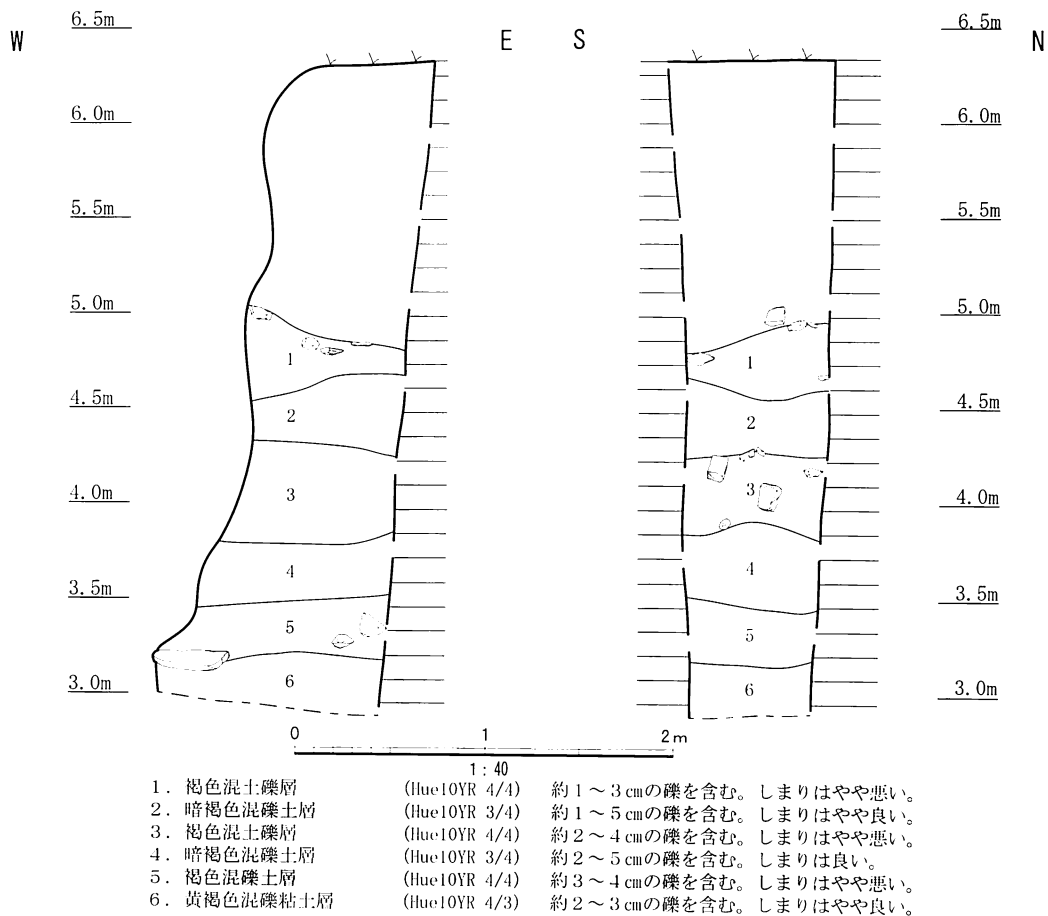 6.5m
6.5m
W
E
S
N
6.0m
6.0m
5.5m
5.5m
5.0m
5.0m
1
1
4.5m
4.5m
2
2
4.0m
4.0m
3
3
4
4
3.5m
3.5m
5
5
3.0m
3.0m
6
6
0 1 2m
1:40
1. 褐色混土礫層 (Hue10YR 4/4) 約1～3㎝の礫を含む。しまりはやや悪い。
2. 暗褐色混礫土層 (Hue10YR 3/4) 約1～5㎝の礫を含む。しまりはやや良い。
3. 褐色混土礫層 (Hue10YR 4/4) 約2～4㎝の礫を含む。しまりはやや悪い。
4. 暗褐色混礫土層 (Hue10YR 3/4) 約2～5㎝の礫を含む。しまりは良い。
5. 褐色混礫土層 (Hue10YR 4/4) 約3～4㎝の礫を含む。しまりはやや悪い。
6. 黄褐色混礫粘土層 (Hue10YR 4/3) 約2～3㎝の礫を含む。しまりはやや良い。